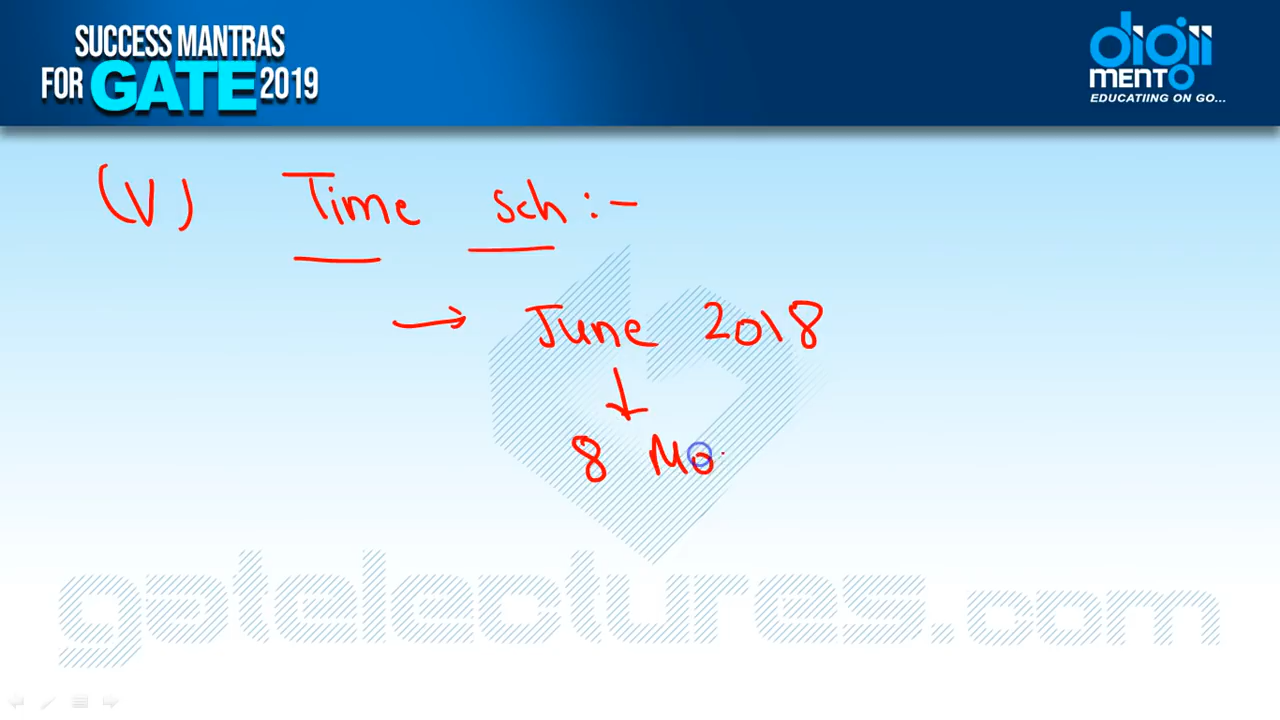 SUCCESS MANTRAS
FOR GATE 2019
digii
MENTO
EDUCATIING ON GO...
(V) Time sch :-
→ June 2018
↓
8 Mo
gatelectures.com